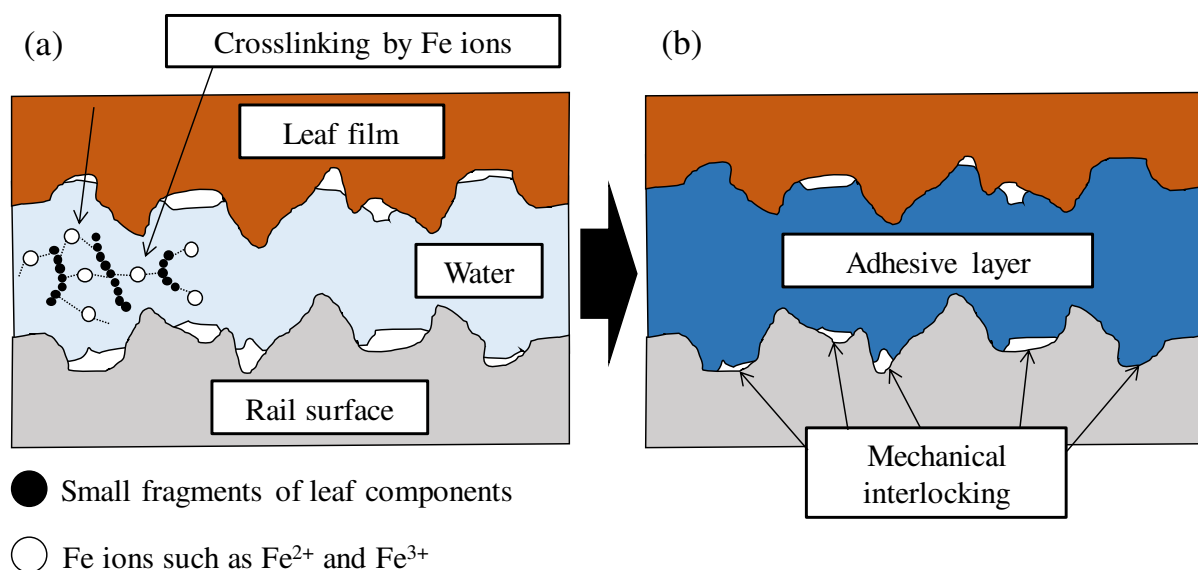 (a)
Crosslinking by Fe ions
Leaf film
Water
Rail surface
Small fragments of leaf components
Fe ions such as Fe²⁺ and Fe³⁺
(b)
Adhesive layer
Mechanical
interlocking